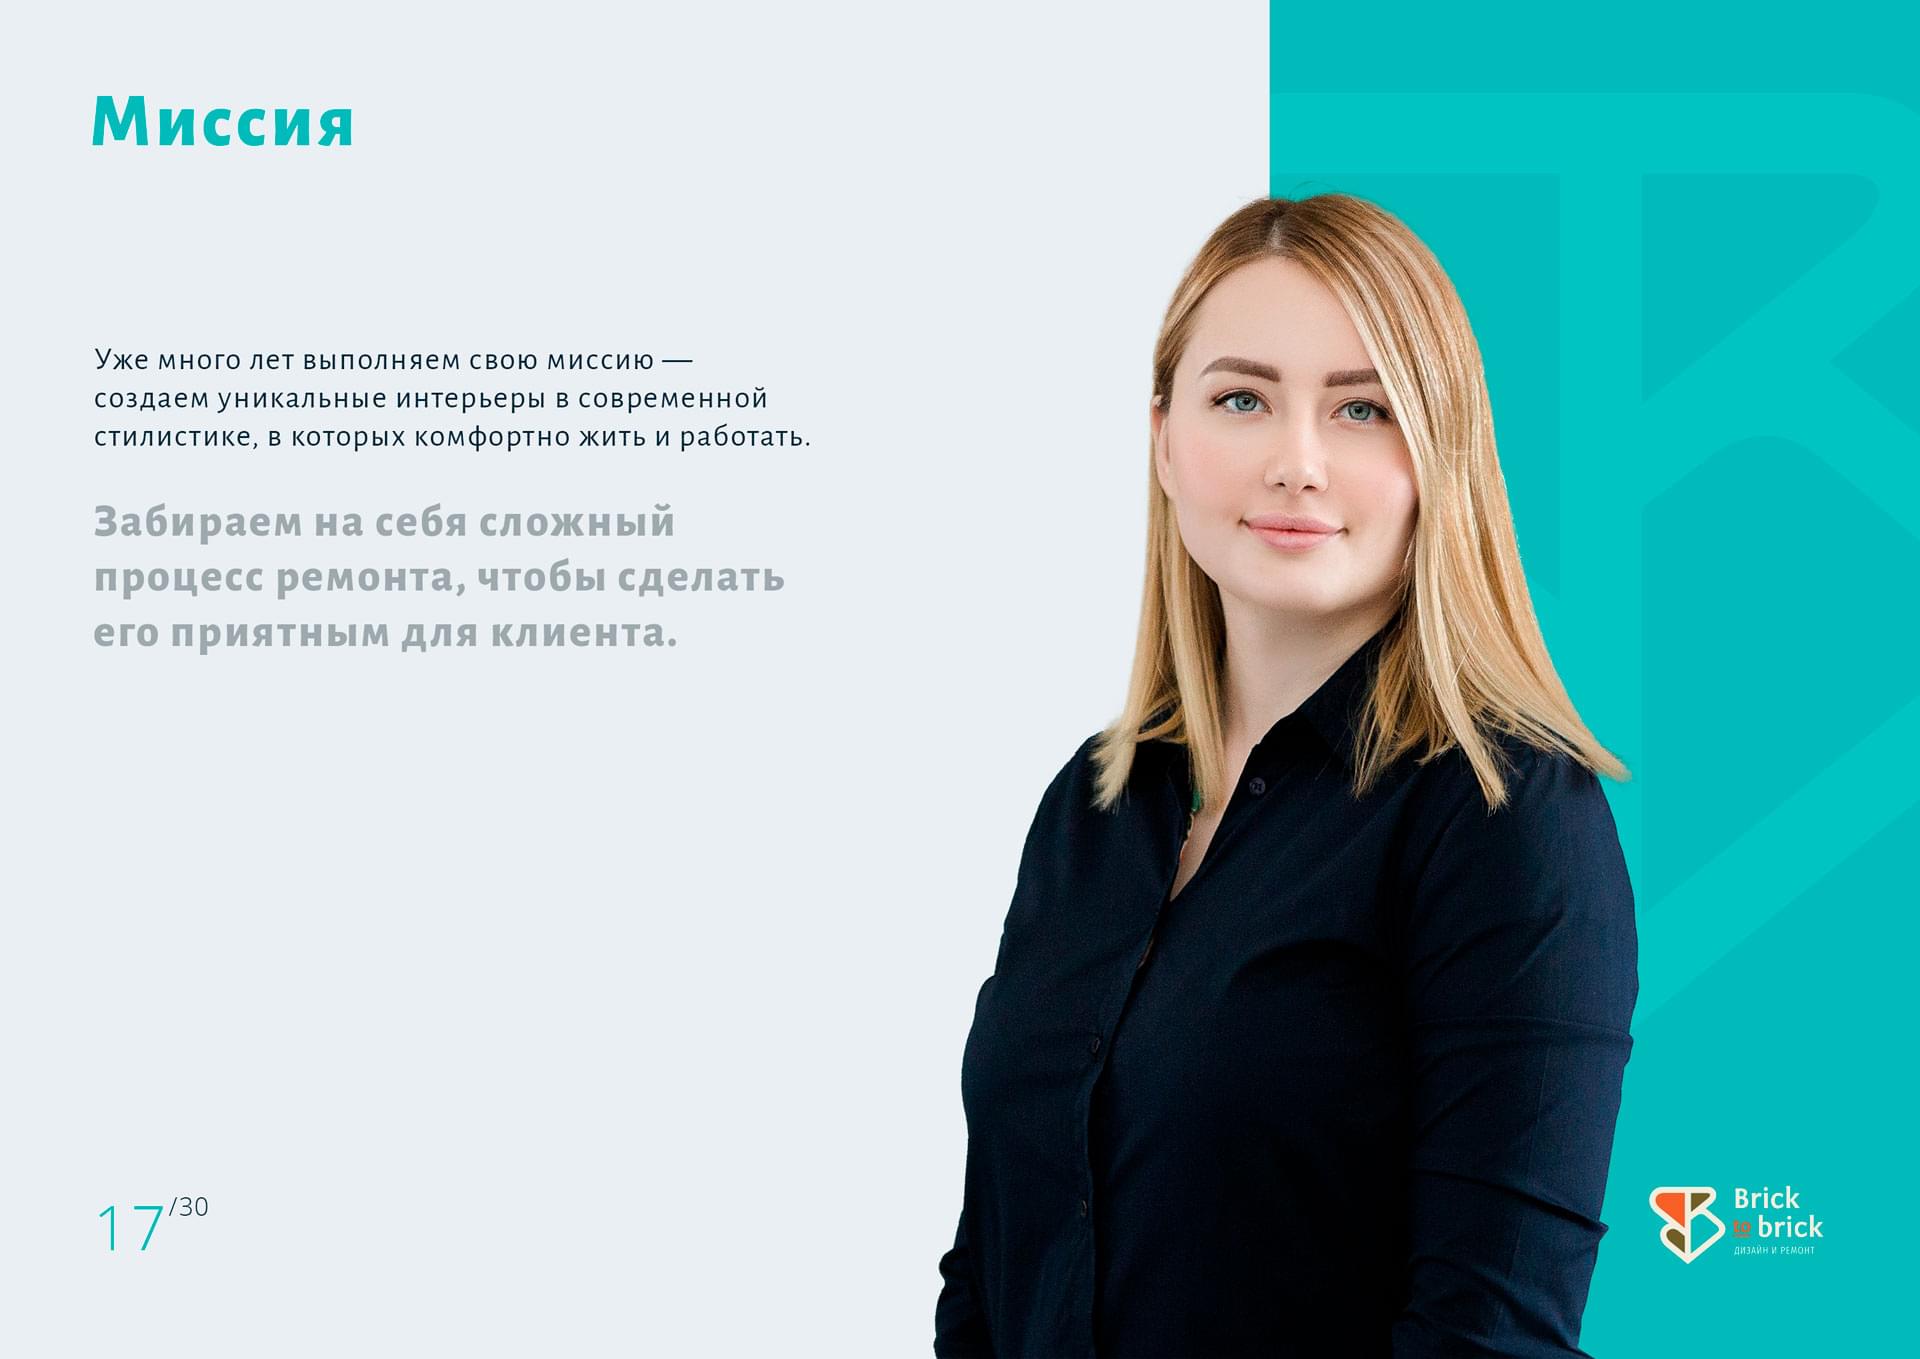 Миссия
Уже много лет выполняем свою миссию —
создаем уникальные интерьеры в современной
стилистике, в которых комфортно жить и работать.
Забираем на себя сложный
процесс ремонта, чтобы сделать
его приятным для клиента.
17/30
Brick
to brick
ДИЗАЙН И РЕМОНТ